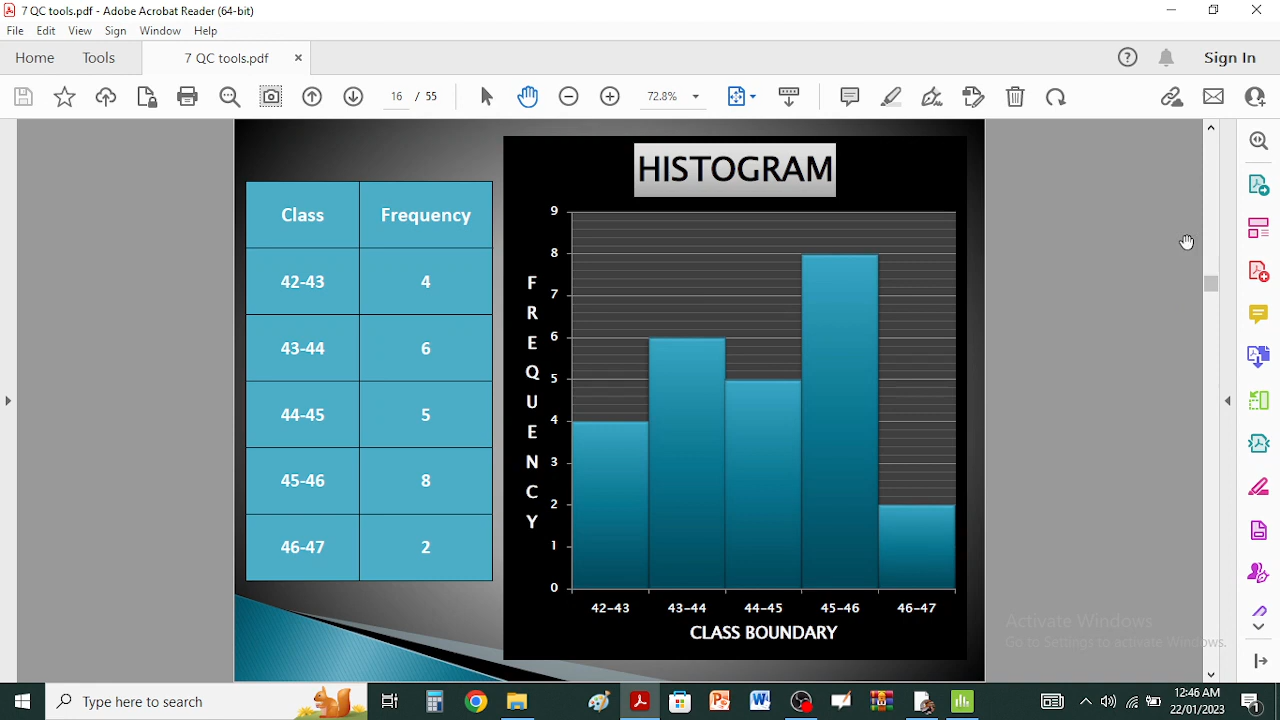 7 QC tools.pdf - Adobe Acrobat Reader (64-bit)
File Edit View Sign Window Help
Home Tools 7 QC tools.pdf × Sign In
16 / 55 72.8%
HISTOGRAM
Class Frequency
42-43 4
43-44 6
44-45 5
45-46 8
46-47 2
9
8
7
6
5
4
3
2
1
0
FREQUENCY
42-43 43-44 44-45 45-46 46-47
CLASS BOUNDARY
Activate Windows
Go to Settings to activate Windows.
Type here to search
12:46 AM
22/01/2023
1